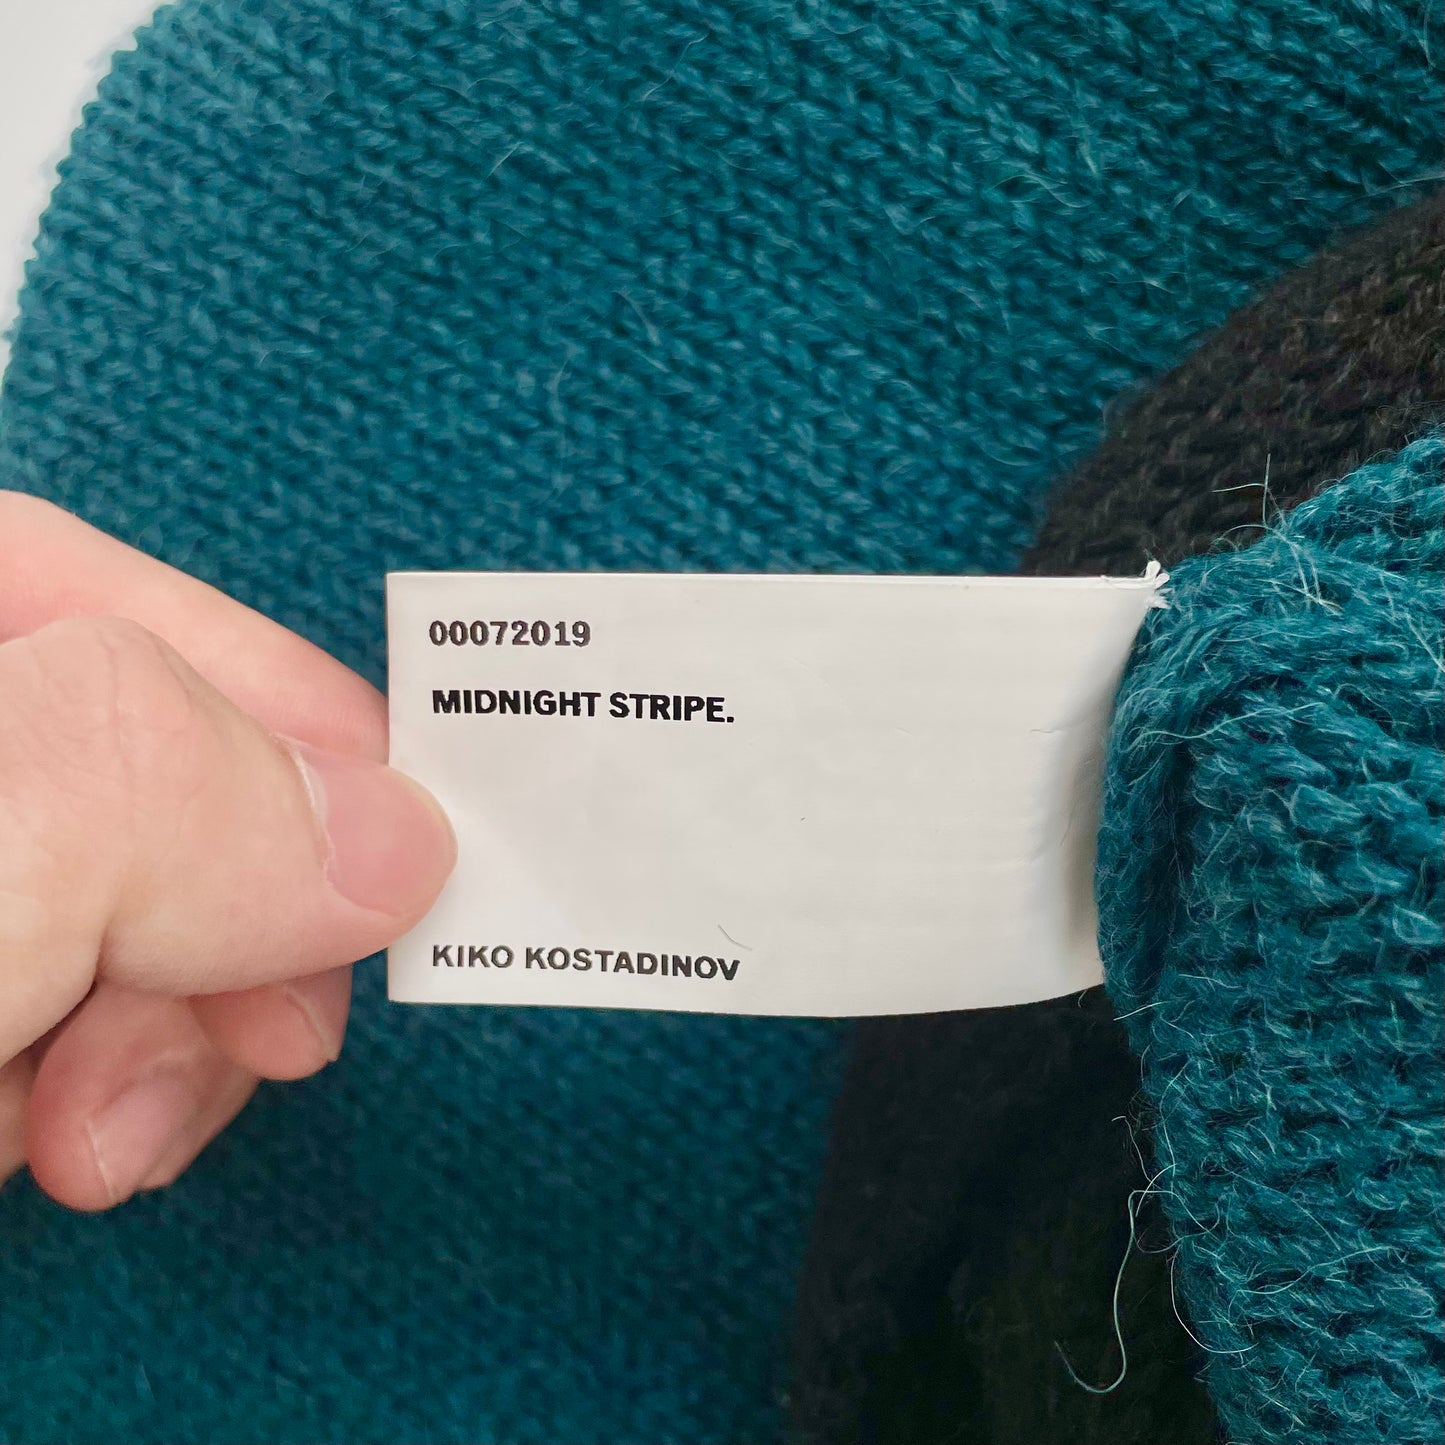 00072019
MIDNIGHT STRIPE.
KIKO KOSTADINOV